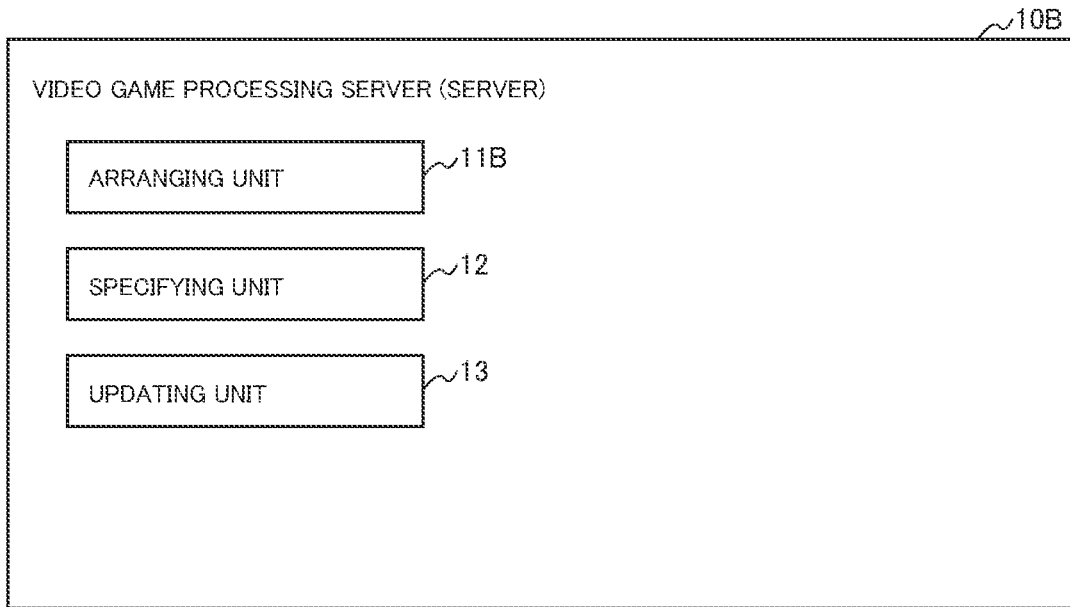 10B
VIDEO GAME PROCESSING SERVER (SERVER)
ARRANGING UNIT
11B
SPECIFYING UNIT
12
UPDATING UNIT
13